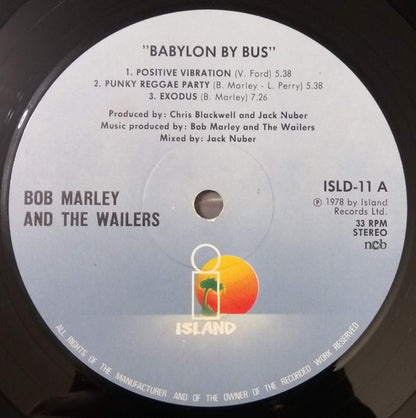 "BABYLON BY BUS"
1. POSITIVE VIBRATION (V. Ford) 5.38
2. PUNKY REGGAE PARTY (B. Marley - L. Perry) 5.38
3. EXODUS (B. Marley) 7.26
Produced by: Chris Blackwell and Jack Nuber
Music produced by: Bob Marley and The Wailers
Mixed by: Jack Nuber
BOB MARLEY
AND THE WAILERS
ISLD-11 A
℗ 1978 by Island
Records Ltd.
33 RPM
STEREO
ncb
i
ISLAND
ALL RIGHTS OF THE MANUFACTURER AND OF THE OWNER OF THE RECORDED WORK RESERVED